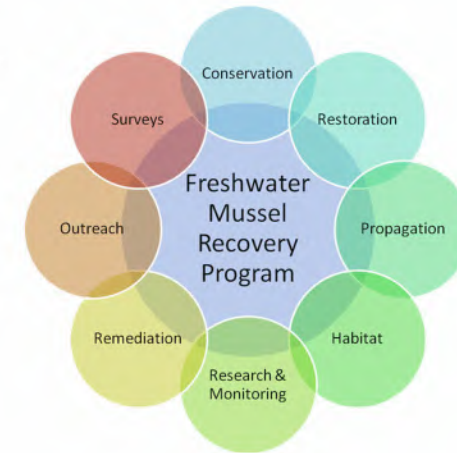 Conservation
Surveys
Restoration
Freshwater
Mussel
Recovery
Program
Outreach
Propagation
Remediation
Habitat
Research &
Monitoring